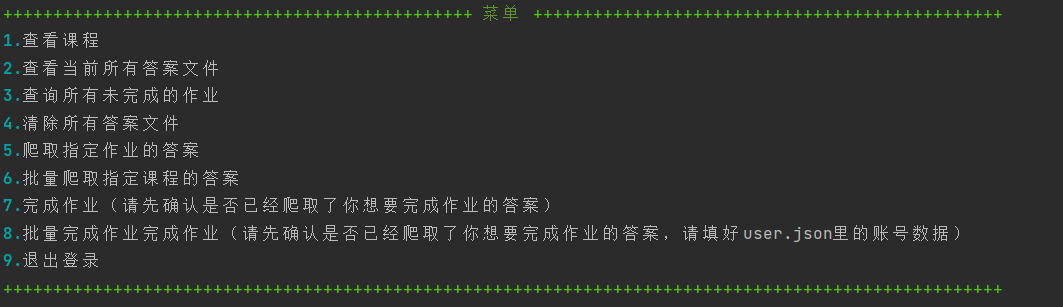 +++++++++++++++++++++++++++++++++++++++++++++++ 菜单 +++++++++++++++++++++++++++++++++++++++++++++++
1.查看课程
2.查看当前所有答案文件
3.查询所有未完成的作业
4.清除所有答案文件
5.爬取指定作业的答案
6.批量爬取指定课程的答案
7.完成作业（请先确认是否已经爬取了你想要完成作业的答案）
8.批量完成作业完成作业（请先确认是否已经爬取了你想要完成作业的答案，请填好user.json里的账号数据）
9.退出登录
++++++++++++++++++++++++++++++++++++++++++++++++++++++++++++++++++++++++++++++++++++++++++++++++++++